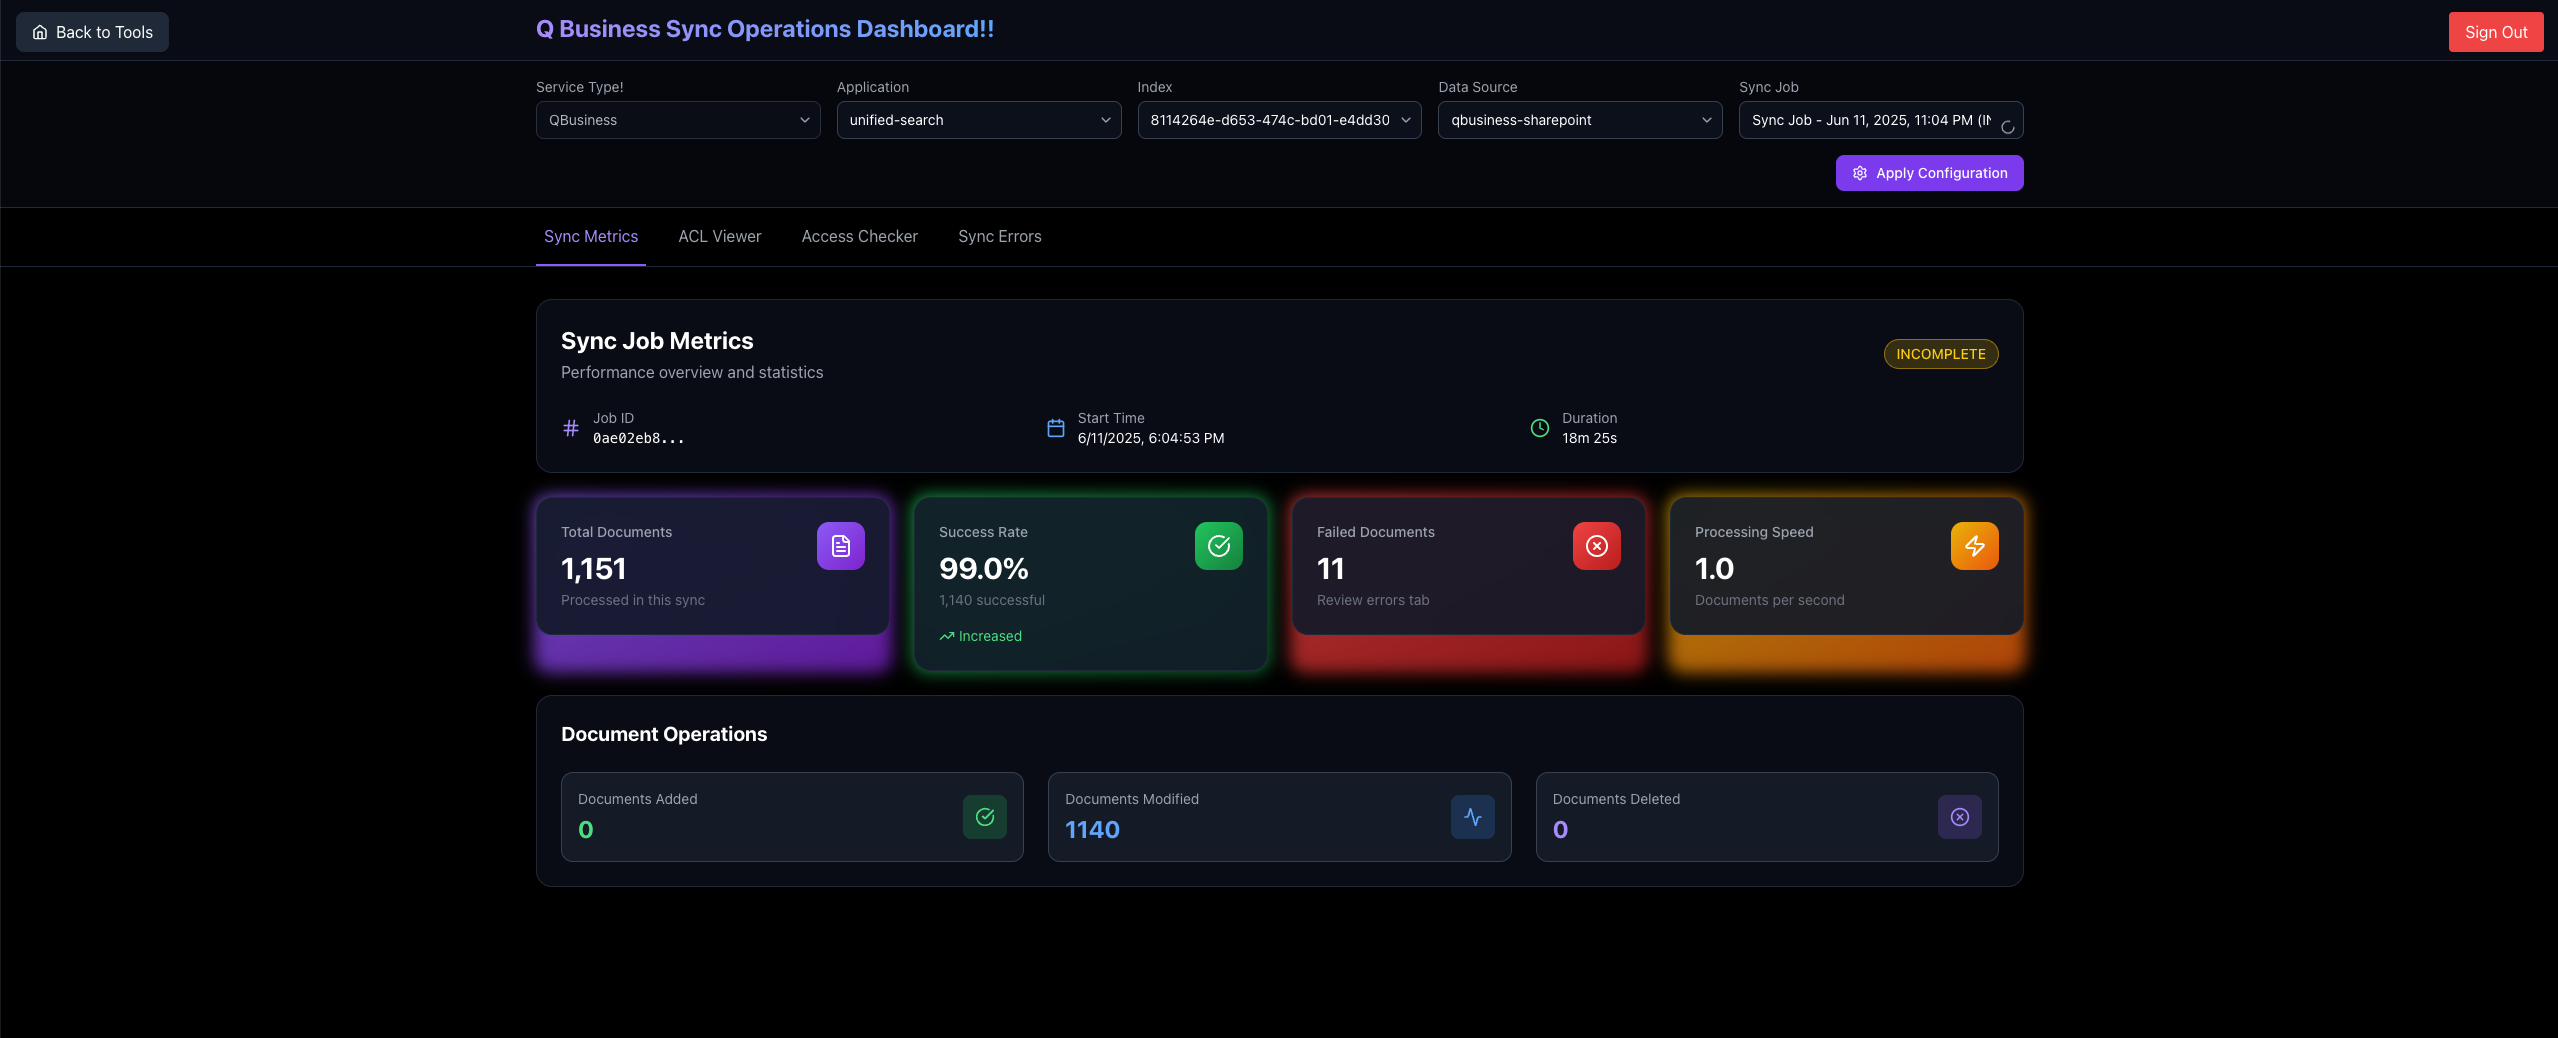 Back to Tools
Q Business Sync Operations Dashboard!!
Sign Out
Service Type!
QBusiness
Application
unified-search
Index
8114264e-d653-474c-bd01-e4dd30
Data Source
qbusiness-sharepoint
Sync Job
Sync Job - Jun 11, 2025, 11:04 PM (IN
Apply Configuration
Sync Metrics
ACL Viewer
Access Checker
Sync Errors
Sync Job Metrics
Performance overview and statistics
INCOMPLETE
Job ID
0ae02eb8...
Start Time
6/11/2025, 6:04:53 PM
Duration
18m 25s
Total Documents
1,151
Processed in this sync
Success Rate
99.0%
1,140 successful
Increased
Failed Documents
11
Review errors tab
Processing Speed
1.0
Documents per second
Document Operations
Documents Added
0
Documents Modified
1140
Documents Deleted
0